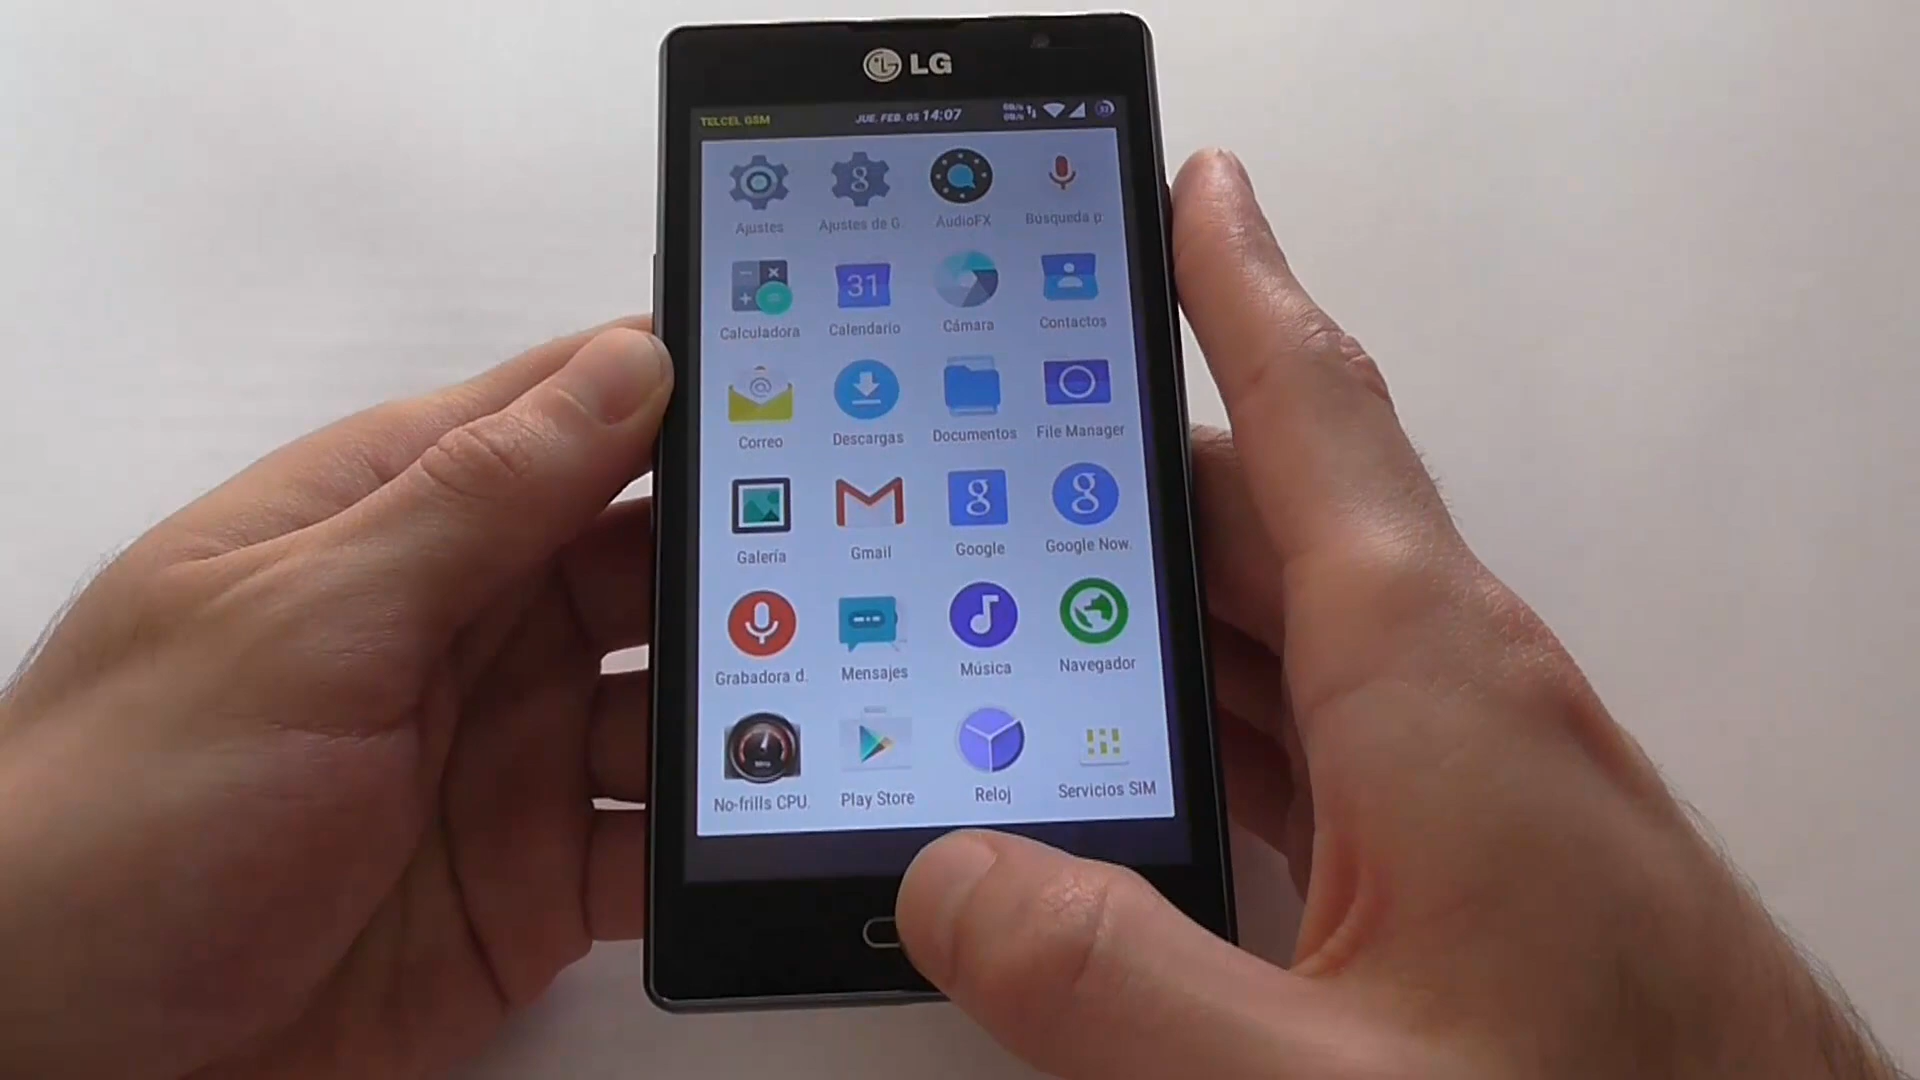 LG
TELCEL GSM JUE. FEB. 05 14:07
Ajustes Ajustes de G. AudioFX Búsqueda p.
31
Calculadora Calendario Cámara Contactos
Correo Descargas Documentos File Manager
Galería Gmail Google Google Now.
Grabadora d. Mensajes Música Navegador
No-frills CPU. Play Store Reloj Servicios SIM